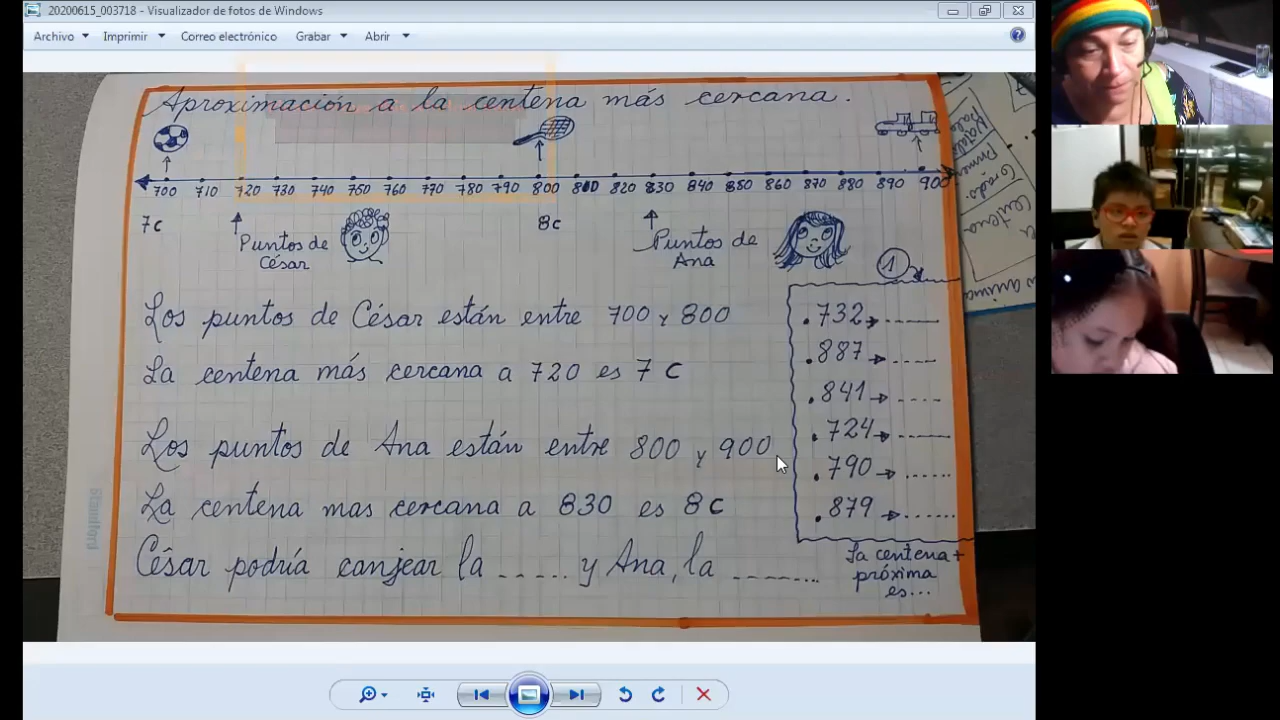 20200615_003718 - Visualizador de fotos de Windows
Archivo Imprimir Correo electrónico Grabar Abrir
Aproximación a la centena más cercana.
700 710 720 730 740 750 760 770 780 790 800 810 820 830 840 850 860 870 880 890 900
7c 8c
Puntos de César
Puntos de Ana
1
Los puntos de César están entre 700 y 800
La centena más cercana a 720 es 7 c
Los puntos de Ana están entre 800 y 900
La centena mas cercana a 830 es 8 c
César podría canjear la _ _ _ _ _ y Ana, la _ _ _ _ _ _ _
.732→ ......
.887→ ......
.841→ ....
.724→ ......
.790→ ......
.879→ ......
La centena +
próxima
es...
Stanford